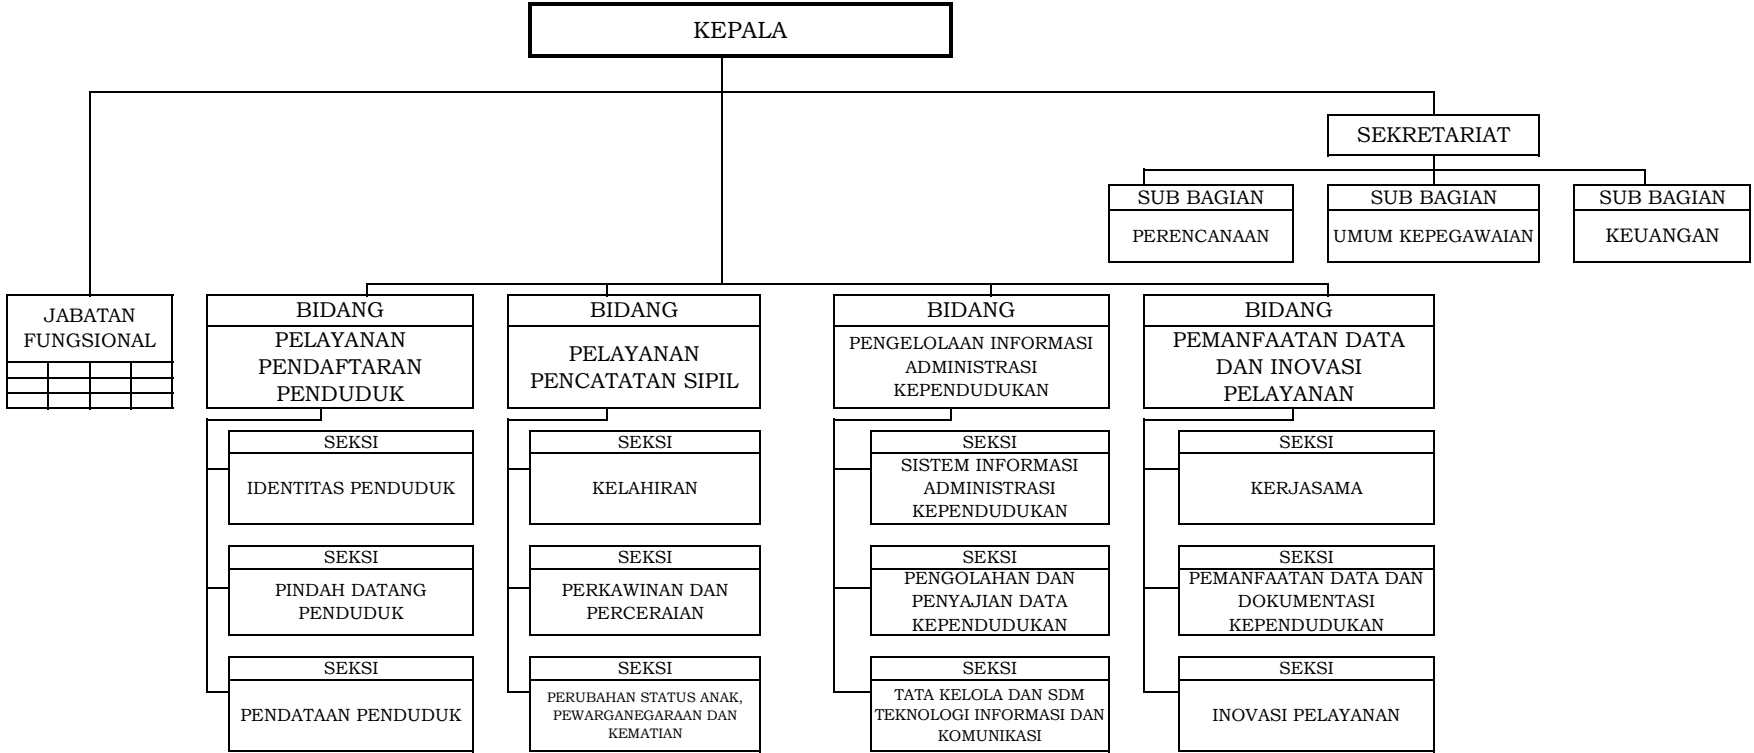 KEPALA
SEKRETARIAT
SUB BAGIAN
PERENCANAAN
SUB BAGIAN
UMUM KEPEGAWAIAN
SUB BAGIAN
KEUANGAN
JABATAN
FUNGSIONAL
BIDANG
PELAYANAN
PENDAFTARAN
PENDUDUK
BIDANG
PELAYANAN
PENCATATAN SIPIL
BIDANG
PENGELOLAAN INFORMASI
ADMINISTRASI
KEPENDUDUKAN
BIDANG
PEMANFAATAN DATA
DAN INOVASI
PELAYANAN
SEKSI
IDENTITAS PENDUDUK
SEKSI
KELAHIRAN
SEKSI
SISTEM INFORMASI
ADMINISTRASI
KEPENDUDUKAN
SEKSI
KERJASAMA
SEKSI
PINDAH DATANG
PENDUDUK
SEKSI
PERKAWINAN DAN
PERCERAIAN
SEKSI
PENGOLAHAN DAN
PENYAJIAN DATA
KEPENDUDUKAN
SEKSI
PEMANFAATAN DATA DAN
DOKUMENTASI
KEPENDUDUKAN
SEKSI
PENDATAAN PENDUDUK
SEKSI
PERUBAHAN STATUS ANAK,
PEWARGANEGARAAN DAN
KEMATIAN
SEKSI
TATA KELOLA DAN SDM
TEKNOLOGI INFORMASI DAN
KOMUNIKASI
SEKSI
INOVASI PELAYANAN